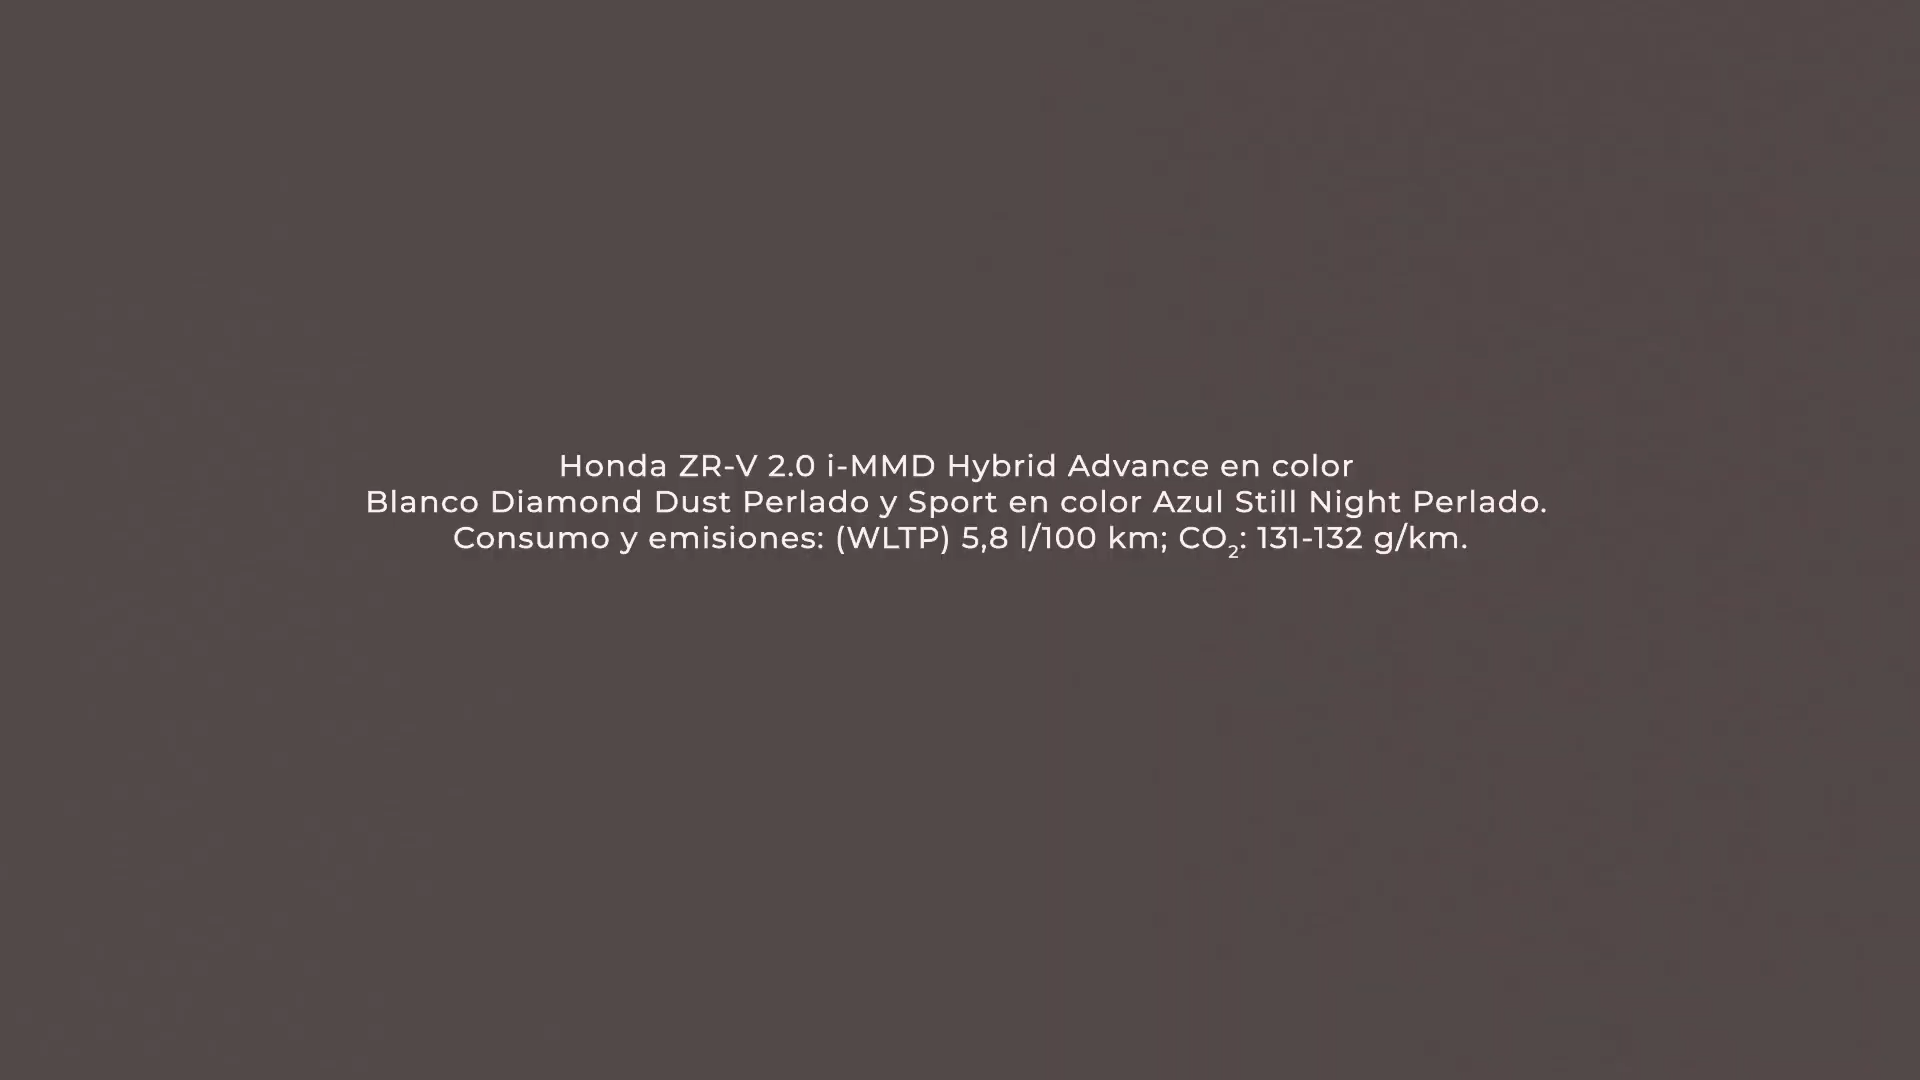 Honda ZR-V 2.0 i-MMD Hybrid Advance en color
Blanco Diamond Dust Perlado y Sport en color Azul Still Night Perlado.
Consumo y emisiones: (WLTP) 5,8 l/100 km; CO₂: 131-132 g/km.